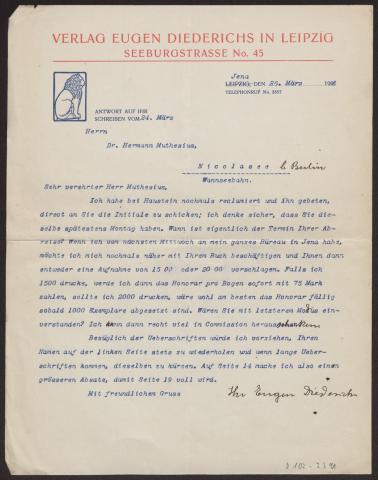 VERLAG EUGEN DIEDERICHS IN LEIPZIG
SEEBURGSTRASSE No. 45
Jena
LEIPZIG, DEN 25. März 190
TELEPHONRUF No.
ANTWORT AUF IHR
SCHREIBEN VOM 24. März
Herrn
Dr. Hermann Muthesius,
Nicolasee b. Berlin
Wannseebahn.
Sehr verehrter Herr Muthesius,
Ich habe bei Haustein nochmals reclamiert und ihn gebeten,
direct an Sie die Initiale zu schicken; ich denke sicher, dass Sie die-
selbe spätestens Montag haben. Wann ist eigentlich der Termin Ihrer Ab-
reise? Wenn ich von nächsten Mittwoch an mein ganzes Büreau in Jena habe,
möchte ich mich nochmals näher mit Ihrem Buch beschäftigen und Ihnen dann
entweder eine Aufnahme von 1500 oder 2000 vorschlagen. Falls ich
1500 drucke, werde ich dann das Honorar pro Bogen sofort mit 75 Mark
zahlen, sollte ich 2000 drucken, wäre wohl am besten das Honorar fällig
sobald 1000 Exemplare abgesetzt sind. Wären Sie mit letzterem Modus ein-
verstanden? Ich kann dann recht viel in Commission
Bezüglich der Ueberschriften würde ich vorziehen, Ihren
Namen auf der linken Seite stets zu wiederholen und wenn lange Ueber-
schriften kommen, dieselben zu kürzen. Auf Seite 14 mache ich also einen
grösseren Absatz, damit Seite 19 voll wird.
Mit freundlichem Gruss
Ihr Eugen Diederichs